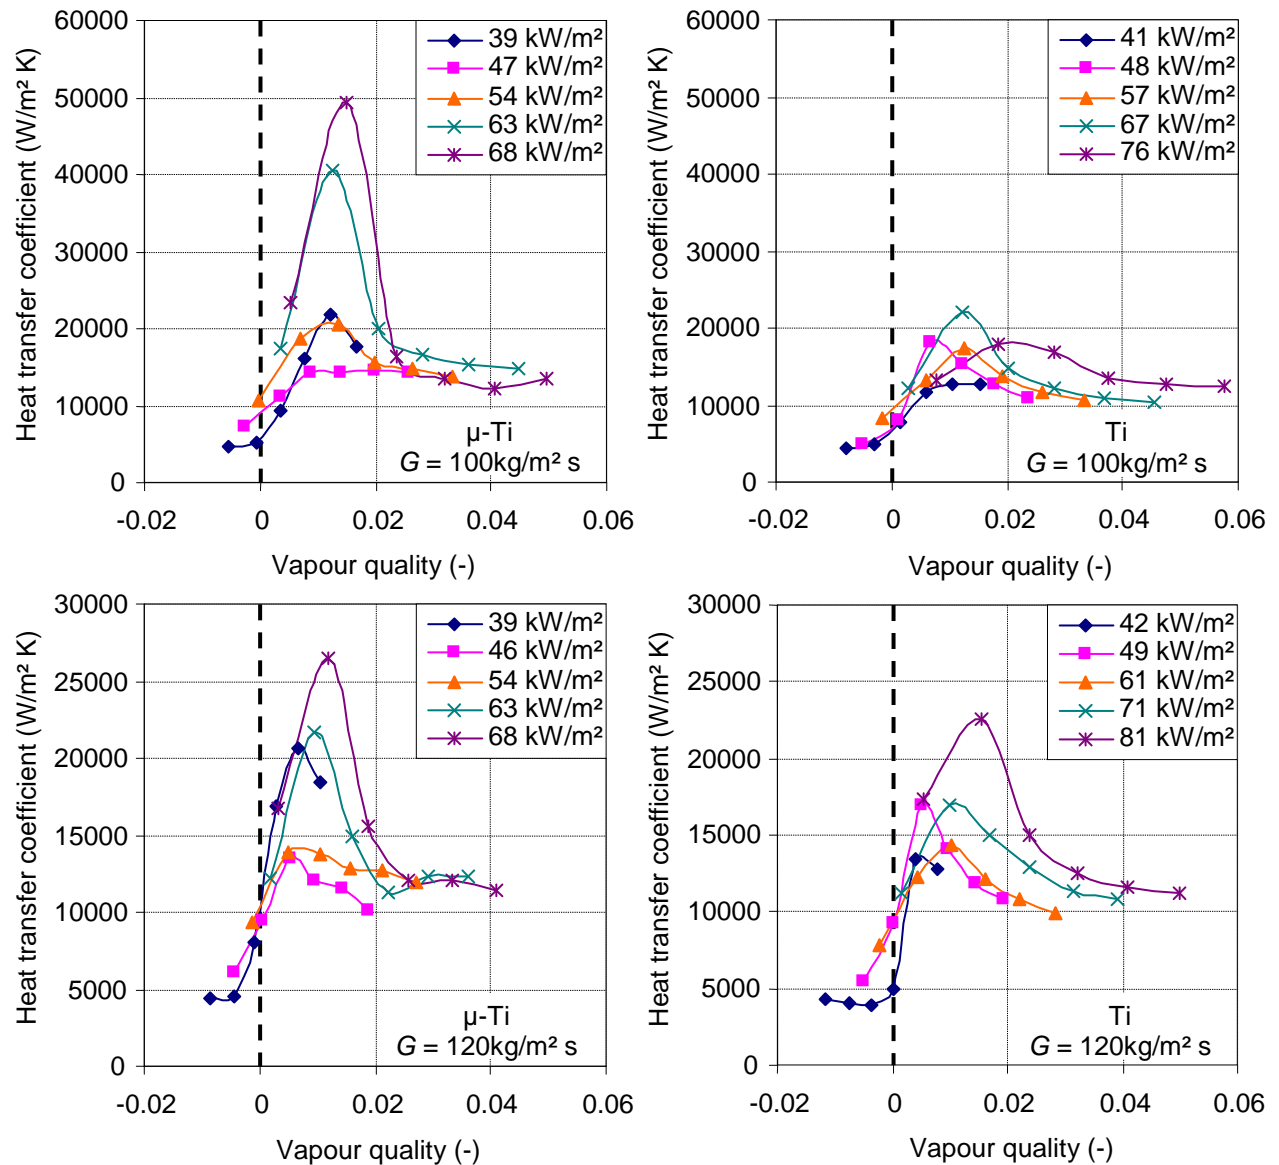 60000
50000
40000
30000
20000
10000
0
Heat transfer coefficient (W/m² K)
39 kW/m²
47 kW/m²
54 kW/m²
63 kW/m²
68 kW/m²
µ-Ti
G = 100kg/m² s
-0.02
0
0.02
0.04
0.06
Vapour quality (-)
60000
50000
40000
30000
20000
10000
0
Heat transfer coefficient (W/m² K)
41 kW/m²
48 kW/m²
57 kW/m²
67 kW/m²
76 kW/m²
Ti
G = 100kg/m² s
-0.02
0
0.02
0.04
0.06
Vapour quality (-)
30000
25000
20000
15000
10000
5000
0
Heat transfer coefficient (W/m² K)
39 kW/m²
46 kW/m²
54 kW/m²
63 kW/m²
68 kW/m²
µ-Ti
G = 120kg/m² s
-0.02
0
0.02
0.04
0.06
Vapour quality (-)
30000
25000
20000
15000
10000
5000
0
Heat transfer coefficient (W/m² K)
42 kW/m²
49 kW/m²
61 kW/m²
71 kW/m²
81 kW/m²
Ti
G = 120kg/m² s
-0.02
0
0.02
0.04
0.06
Vapour quality (-)